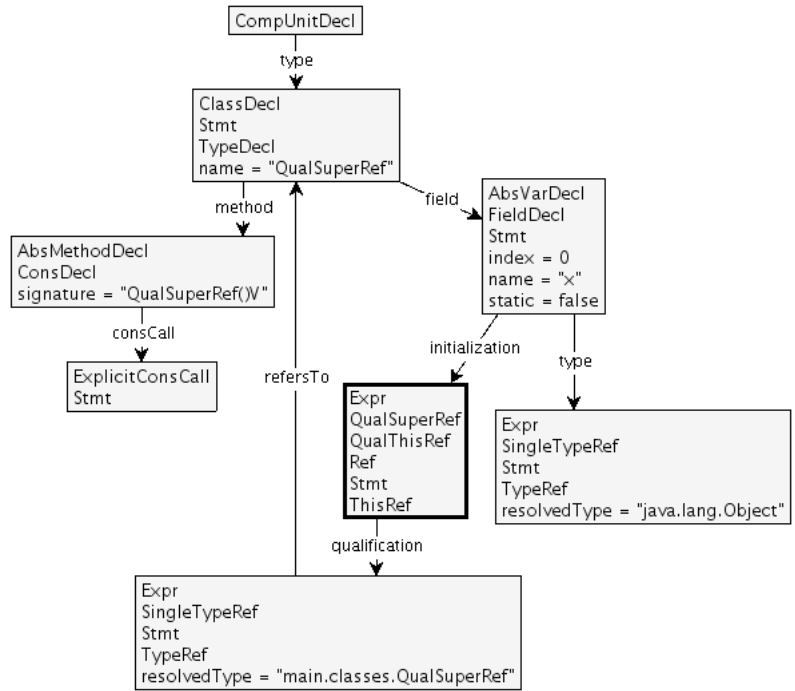 CompUnitDecl
type
ClassDecl
Stmt
TypeDecl
name = "QualSuperRef"
method
field
AbsVarDecl
FieldDecl
Stmt
index = 0
name = "x"
static = false
AbsMethodDecl
ConsDecl
signature = "QualSuperRef()V"
consCall
ExplicitConsCall
Stmt
refersTo
initialization
type
Expr
QualSuperRef
QualThisRef
Ref
Stmt
ThisRef
Expr
SingleTypeRef
Stmt
TypeRef
resolvedType = "java.lang.Object"
qualification
Expr
SingleTypeRef
Stmt
TypeRef
resolvedType = "main.classes.QualSuperRef"